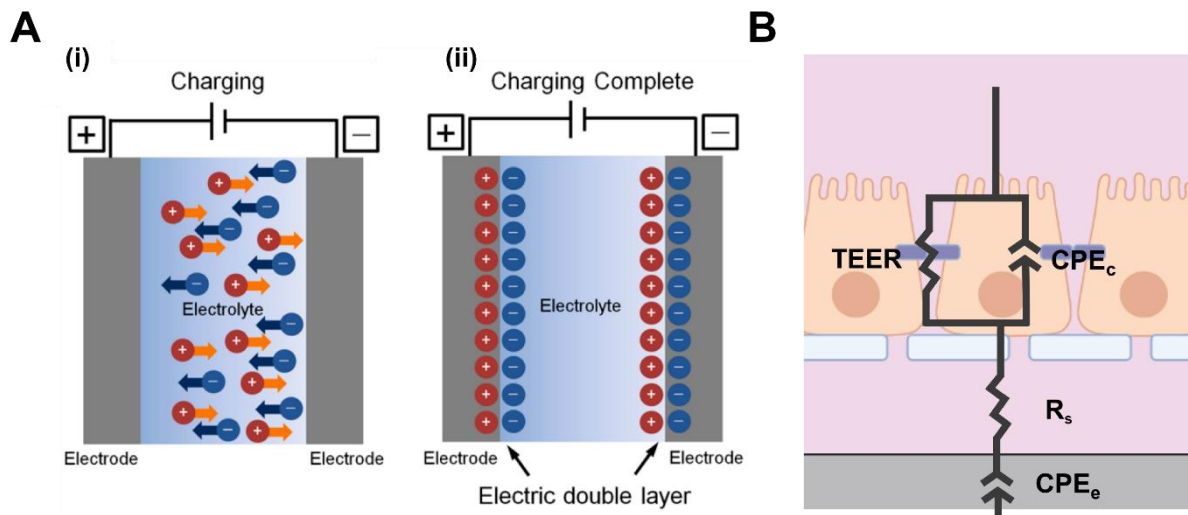 A
(i)
Charging
+
−
Electrolyte
Electrode
Electrode
(ii)
Charging Complete
+
−
Electrolyte
Electrode
Electrode
Electric double layer
B
TEER
CPEc
Rs
CPEe